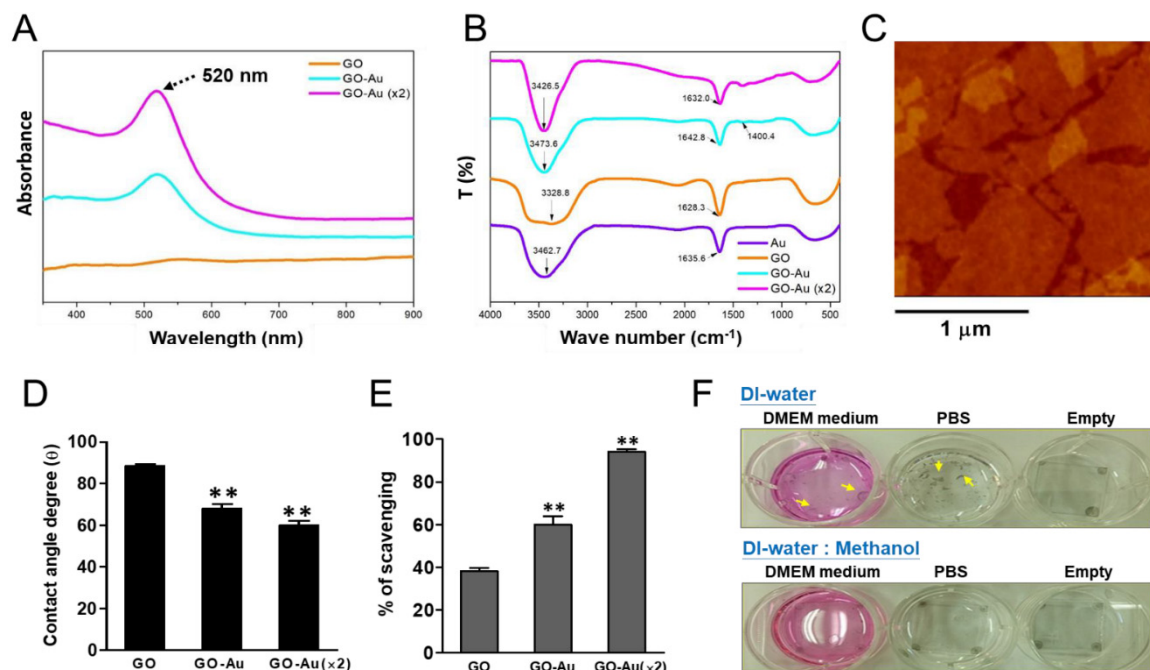 A
520 nm
GO
GO-Au
GO-Au (x2)
Absorbance
400
500
600
700
800
900
Wavelength (nm)
B
3426.5
1632.0
3473.6
1642.8
1400.4
3328.8
1628.3
3462.7
1635.6
Au
GO
GO-Au
GO-Au (x2)
T (%)
4000
3500
3000
2500
2000
1500
1000
500
Wave number (cm⁻¹)
C
1 μm
D
Contact angle degree (θ)
100
80
60
40
20
0
**
**
GO
GO-Au
GO-Au(×2)
E
% of scavenging
100
80
60
40
20
0
**
**
GO
GO-Au
GO-Au(×2)
F
DI-water
DMEM medium
PBS
Empty
DI-water : Methanol
DMEM medium
PBS
Empty